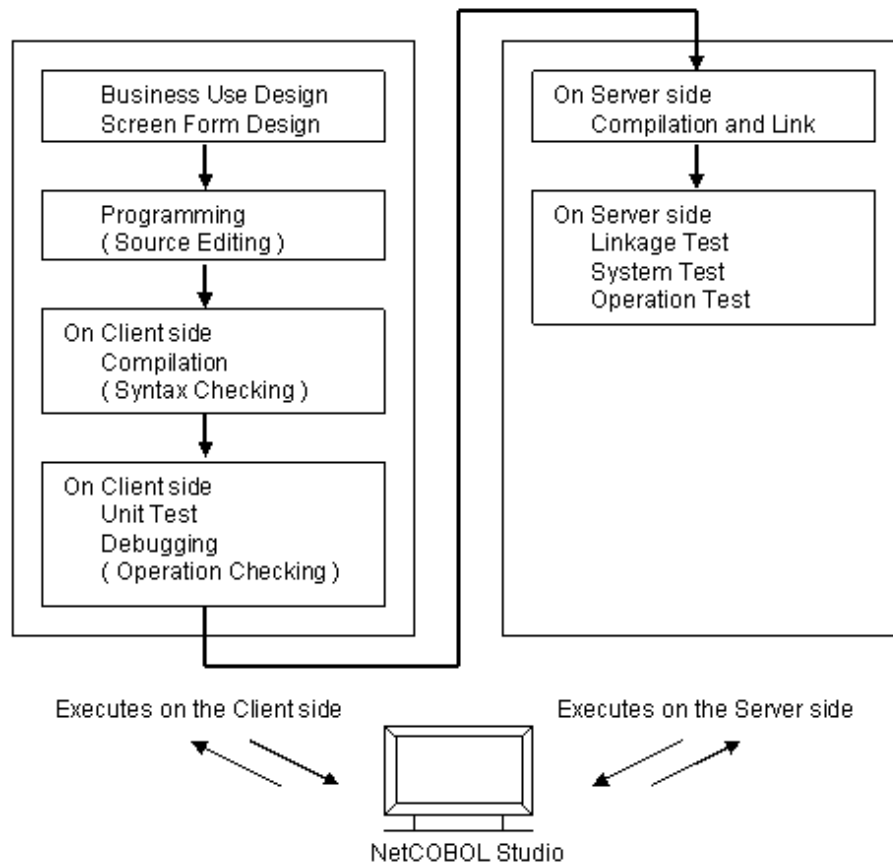 Business Use Design
Screen Form Design
Programming
( Source Editing )
On Client side
Compilation
( Syntax Checking )
On Client side
Unit Test
Debugging
( Operation Checking )
On Server side
Compilation and Link
On Server side
Linkage Test
System Test
Operation Test
Executes on the Client side
Executes on the Server side
NetCOBOL Studio